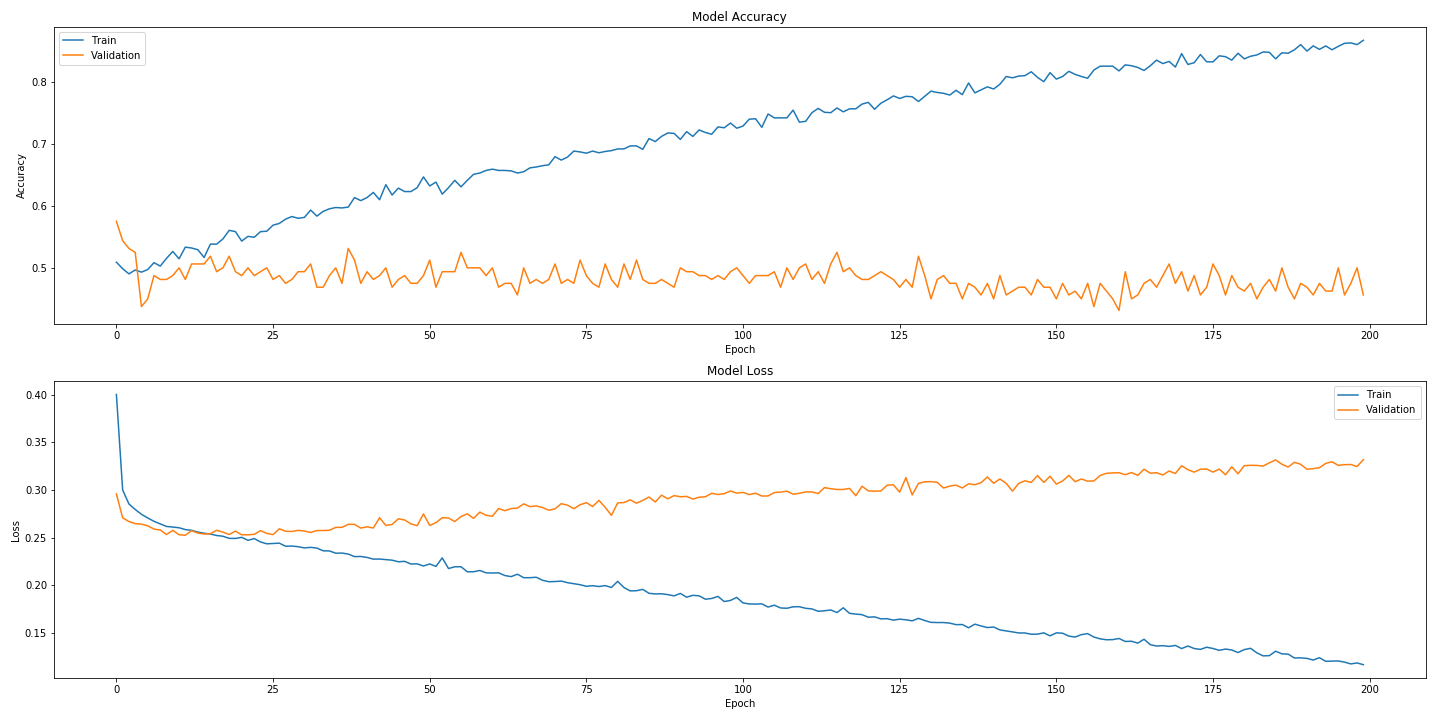 Model Accuracy
Train
Validation
0.8
0.7
0.6
0.5
Accuracy
0 25 50 75 100 125 150 175 200
Epoch
Model Loss
Train
Validation
0.40
0.35
0.30
0.25
0.20
0.15
Loss
0 25 50 75 100 125 150 175 200
Epoch